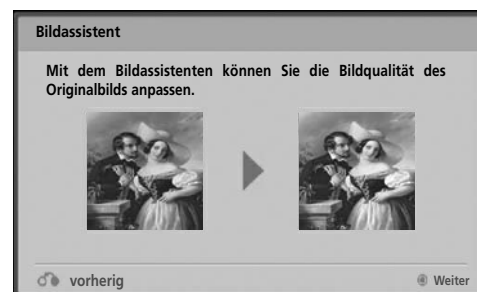 Bildassistent
Mit dem Bildassistenten können Sie die Bildqualität des
Originalbilds anpassen.
vorherig
Weiter